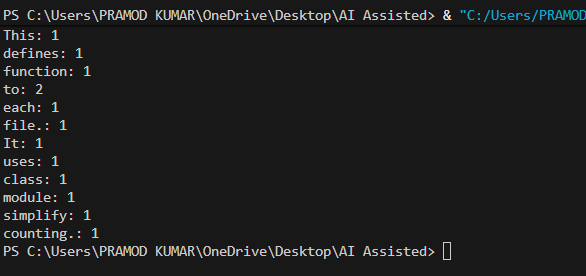 PS C:\Users\PRAMOD KUMAR\OneDrive\Desktop\AI Assisted> & "C:/Users/PRAMOD
This: 1
defines: 1
function: 1
to: 2
each: 1
file.: 1
It: 1
uses: 1
class: 1
module: 1
simplify: 1
counting.: 1
PS C:\Users\PRAMOD KUMAR\OneDrive\Desktop\AI Assisted>